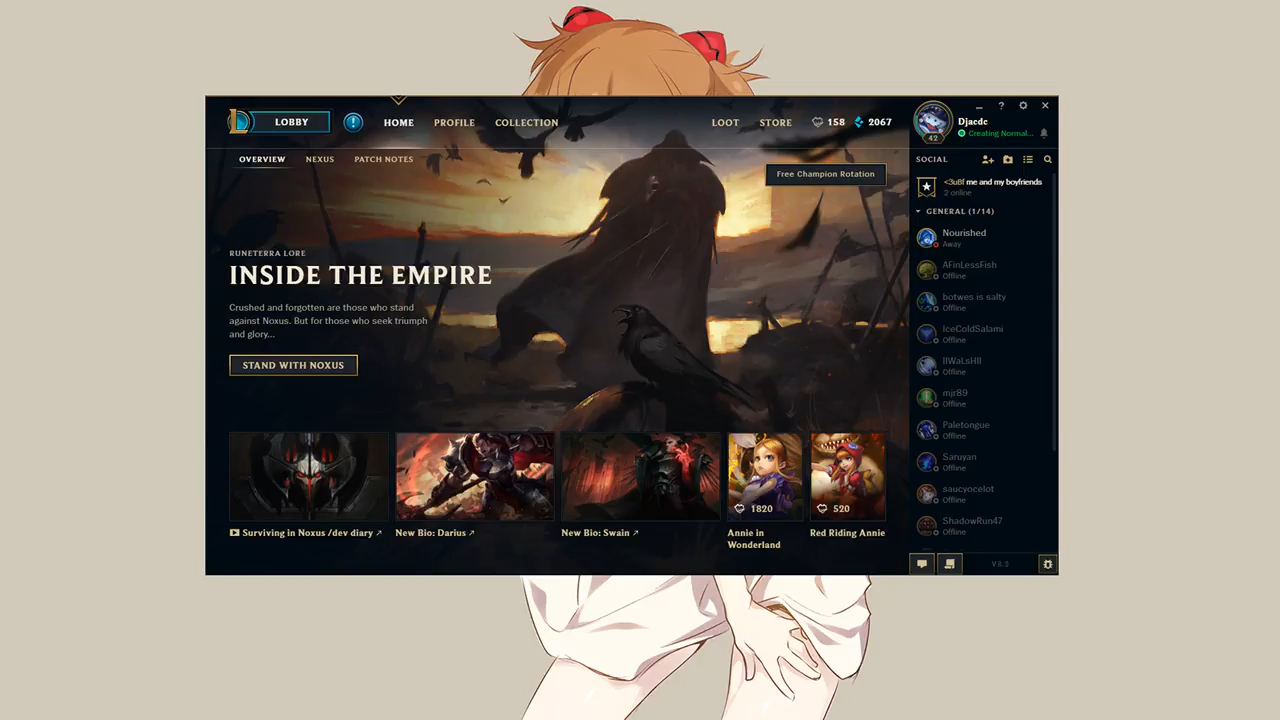 LOBBY
HOME
PROFILE
COLLECTION
LOOT
STORE
158
2067
Djacdc
42
Creating Normal...
OVERVIEW
NEXUS
PATCH NOTES
Free Champion Rotation
RUNETERRA LORE
INSIDE THE EMPIRE
Crushed and forgotten are those who stand
against Noxus. But for those who seek triumph
and glory...
STAND WITH NOXUS
Surviving in Noxus /dev diary
New Bio: Darius
New Bio: Swain
1820
Annie in
Wonderland
520
Red Riding Annie
SOCIAL
<3uBf me and my boyfriends
2 online
GENERAL (1/14)
Nourished
Away
AFinLessFish
Offline
botwes is salty
Offline
IceColdSalami
Offline
Offline
mjr89
Offline
Paletongue
Offline
Saruyan
Offline
saucyocelot
Offline
ShadowRun47
Offline